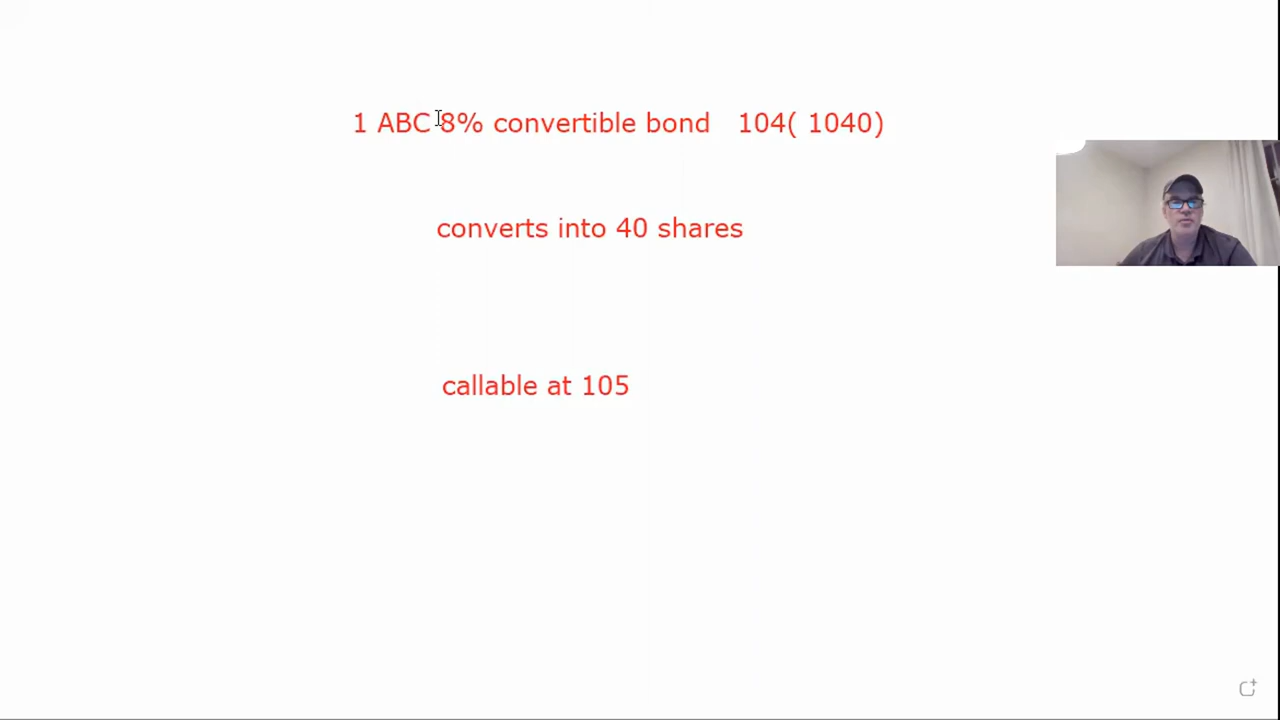 1 ABC 8% convertible bond 104( 1040)
converts into 40 shares
callable at 105